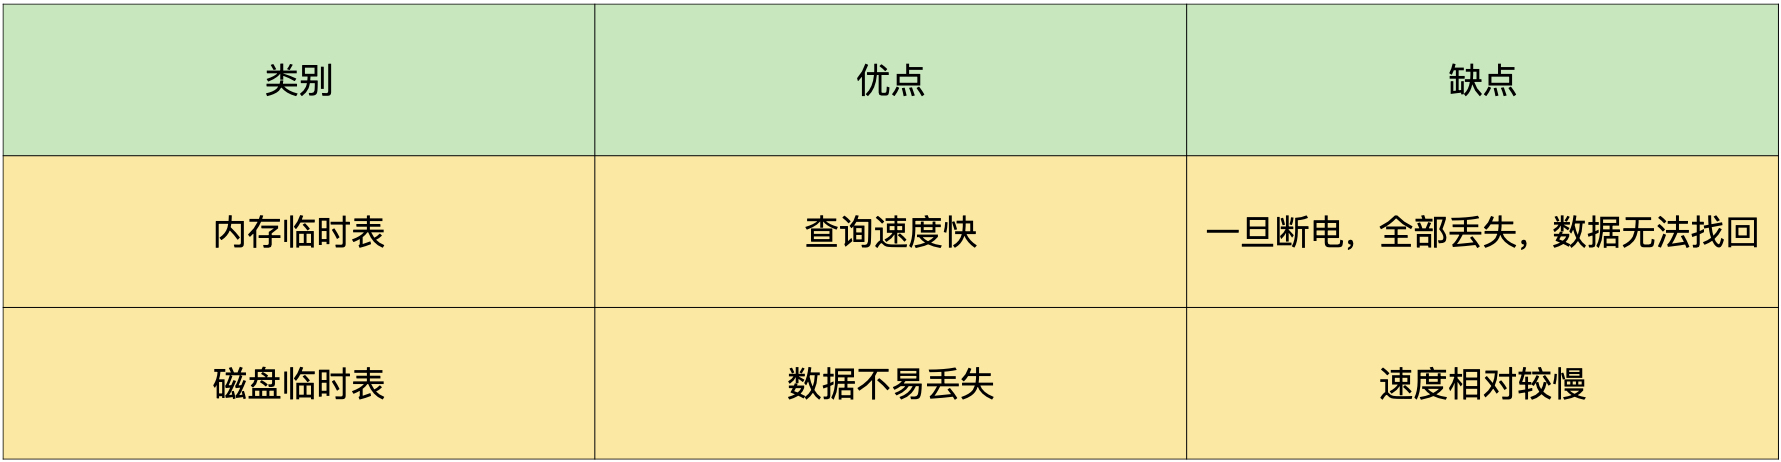 类别 优点 缺点
内存临时表 查询速度快 一旦断电，全部丢失，数据无法找回
磁盘临时表 数据不易丢失 速度相对较慢